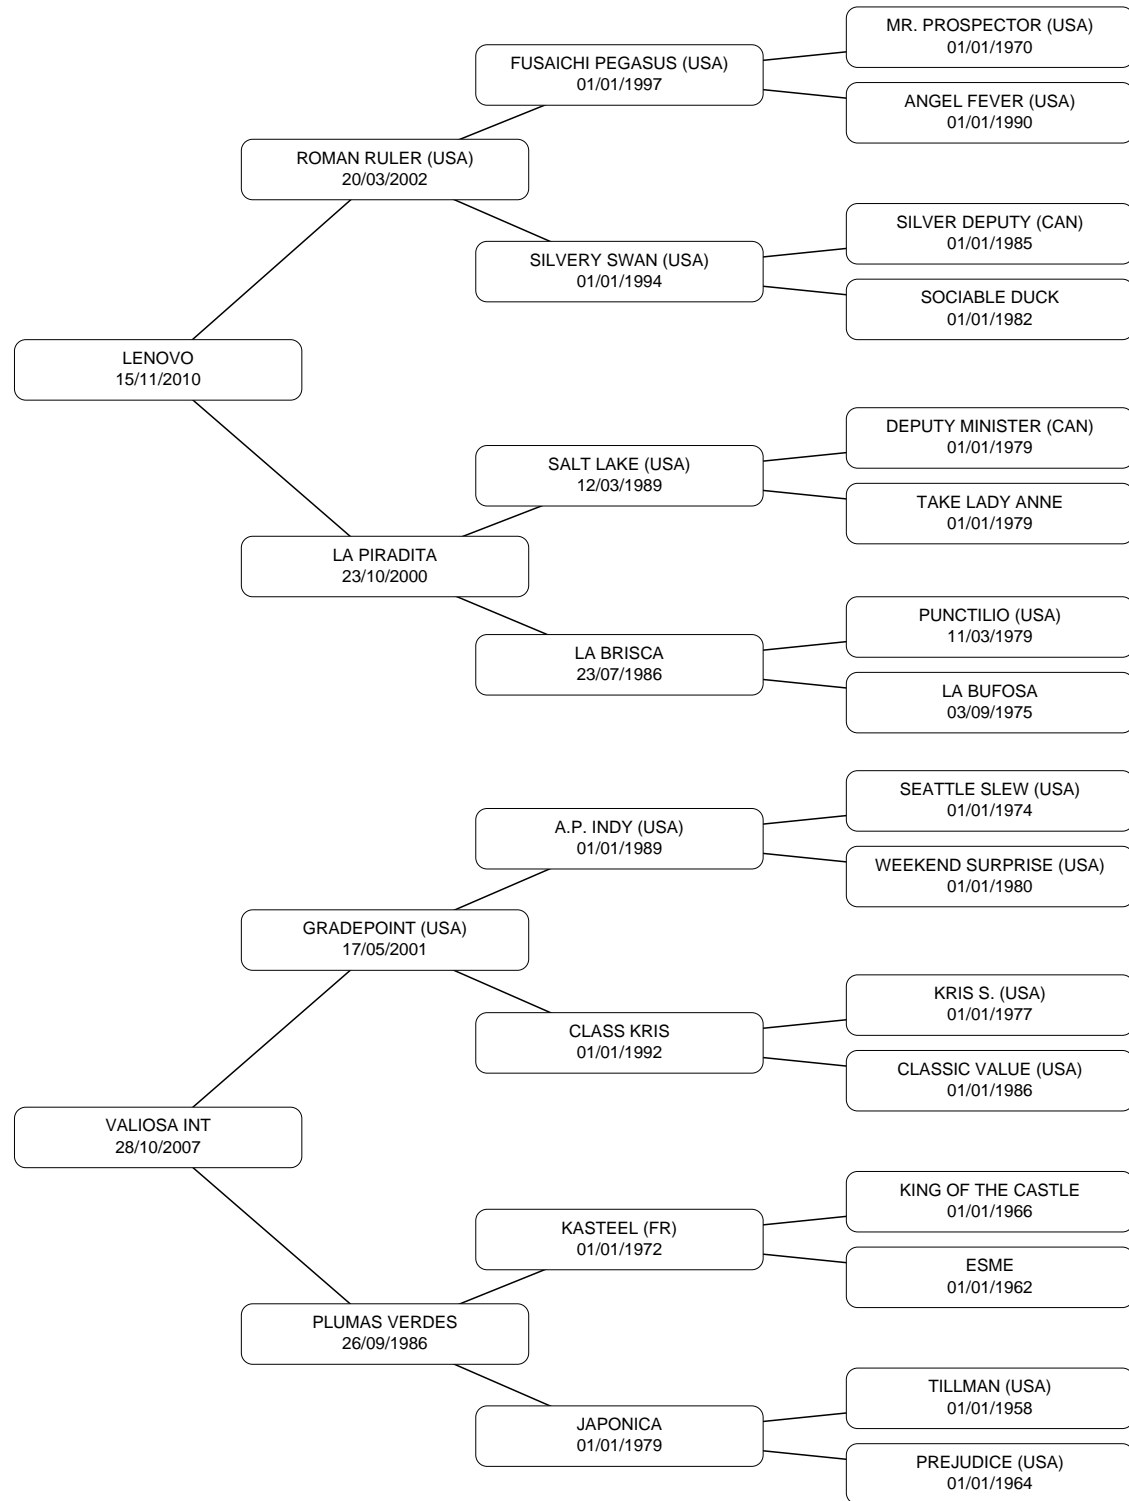 MR. PROSPECTOR (USA)
01/01/1970
FUSAICHI PEGASUS (USA)
01/01/1997
ANGEL FEVER (USA)
01/01/1990
ROMAN RULER (USA)
20/03/2002
SILVER DEPUTY (CAN)
01/01/1985
SILVERY SWAN (USA)
01/01/1994
SOCIABLE DUCK
01/01/1982
LENOVO
15/11/2010
DEPUTY MINISTER (CAN)
01/01/1979
SALT LAKE (USA)
12/03/1989
TAKE LADY ANNE
01/01/1979
LA PIRADITA
23/10/2000
PUNCTILIO (USA)
11/03/1979
LA BRISCA
23/07/1986
LA BUFOSA
03/09/1975
SEATTLE SLEW (USA)
01/01/1974
A.P. INDY (USA)
01/01/1989
WEEKEND SURPRISE (USA)
01/01/1980
GRADEPOINT (USA)
17/05/2001
KRIS S. (USA)
01/01/1977
CLASS KRIS
01/01/1992
CLASSIC VALUE (USA)
01/01/1986
VALIOSA INT
28/10/2007
KING OF THE CASTLE
01/01/1966
KASTEEL (FR)
01/01/1972
ESME
01/01/1962
PLUMAS VERDES
26/09/1986
TILLMAN (USA)
01/01/1958
JAPONICA
01/01/1979
PREJUDICE (USA)
01/01/1964